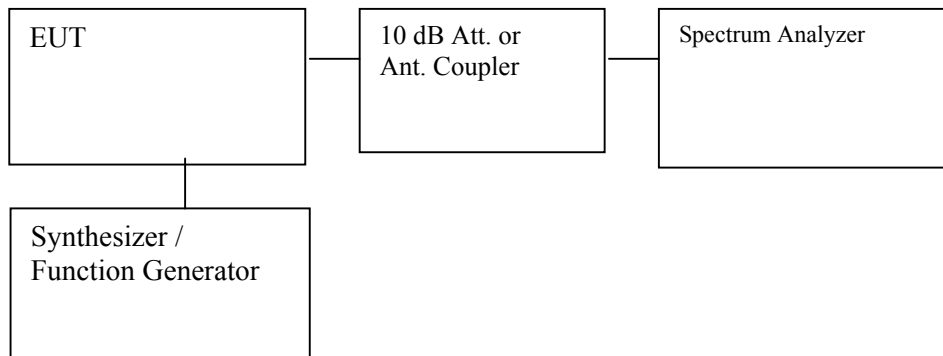 EUT
10 dB Att. or
Ant. Coupler
Spectrum Analyzer
Synthesizer /
Function Generator